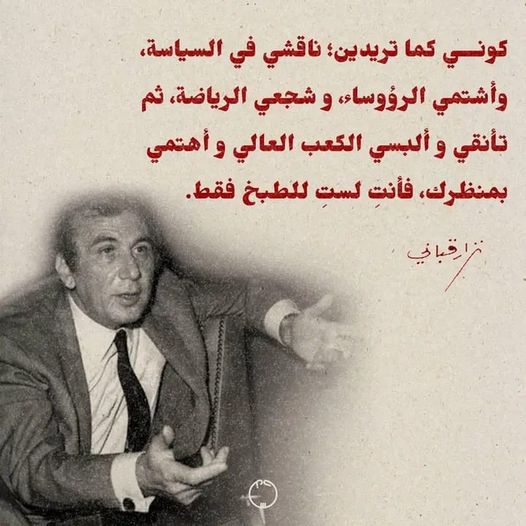 كونـــي كما تريدين؛ ناقشي في السياسة،
وأشتمي الرؤوساء، و شجعي الرياضة، ثم
تأنقي و ألبسي الكعب العالي و أهتمي
بمنظرك، فأنتِ لستِ للطبخ فقط.
نزار قباني